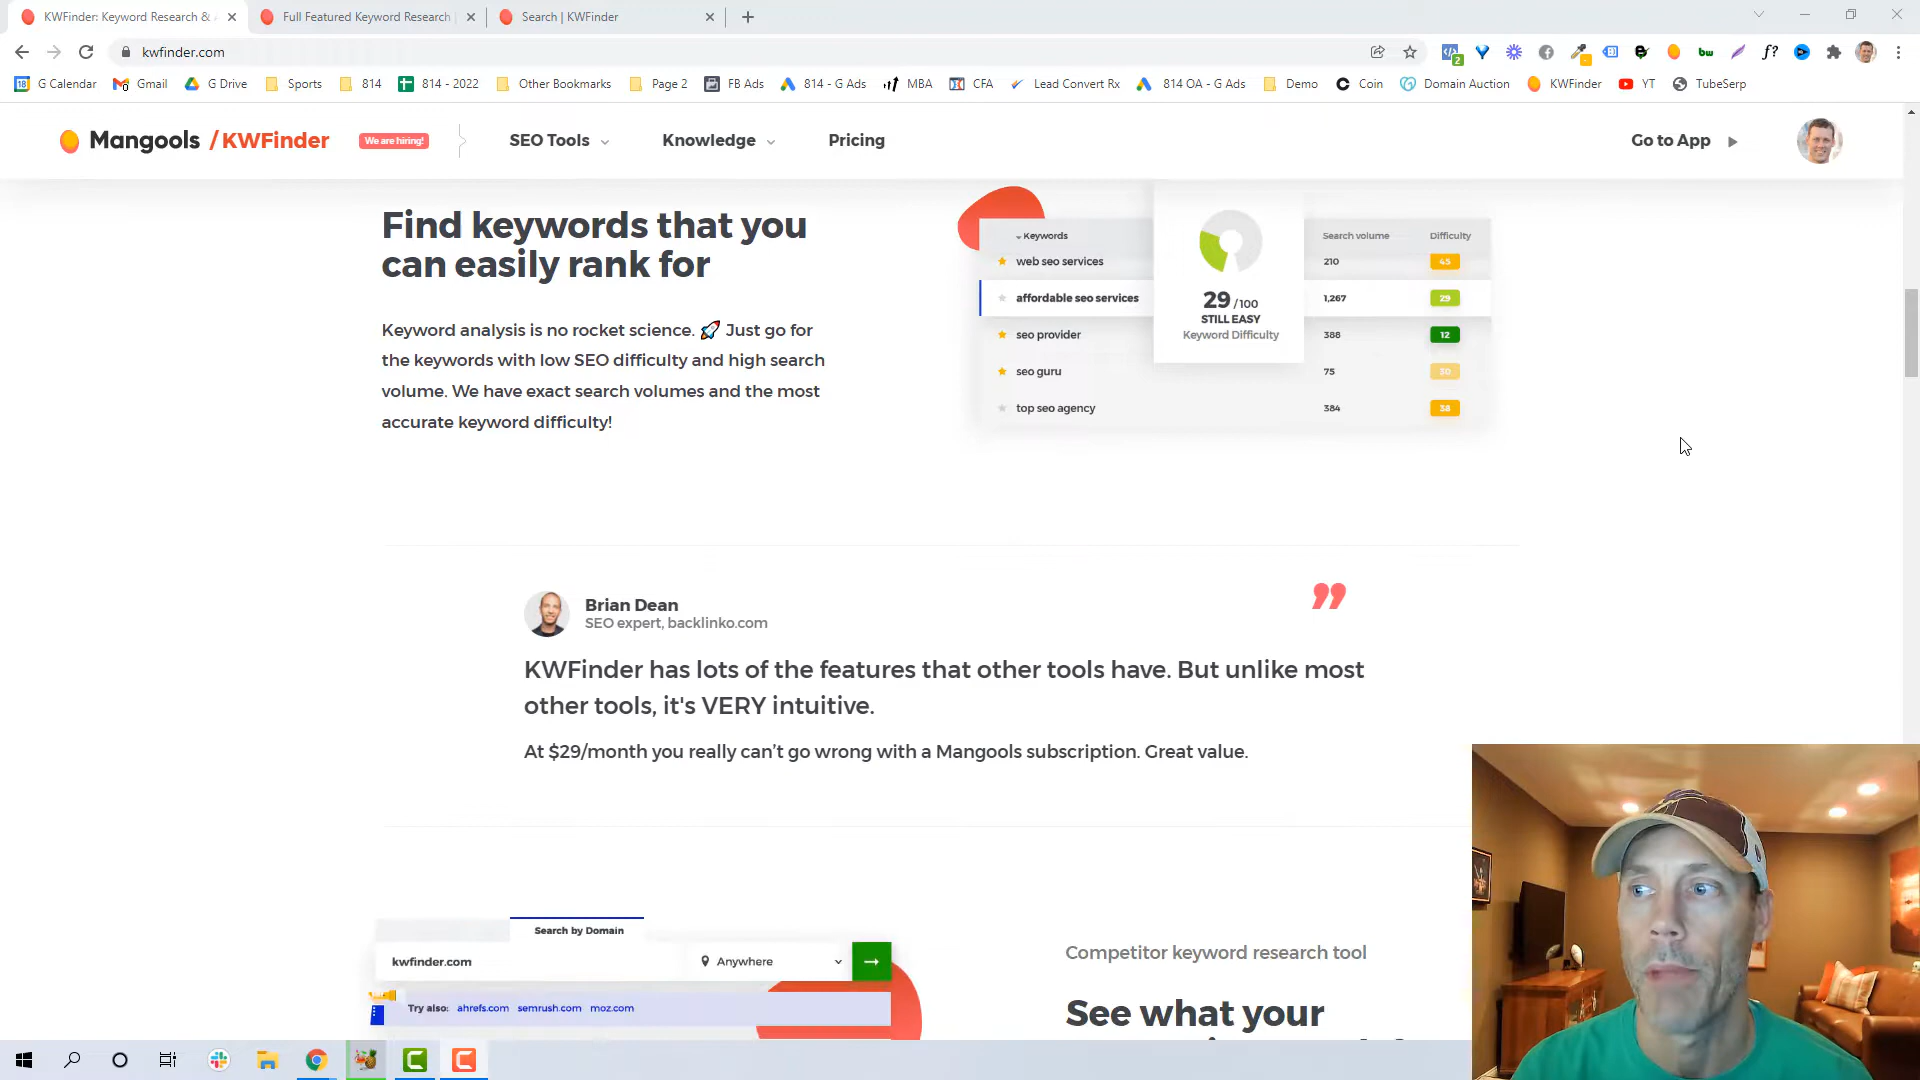 KWFinder: Keyword Research & A
Full Featured Keyword Research
Search | KWFinder
kwfinder.com
G Calendar
Gmail
G Drive
Sports
814
814 - 2022
Other Bookmarks
Page 2
FB Ads
814 - G Ads
MBA
CFA
Lead Convert Rx
814 OA - G Ads
Demo
Coin
Domain Auction
KWFinder
YT
TubeSerp
Mangools / KWFinder
We are hiring!
SEO Tools
Knowledge
Pricing
Go to App
Find keywords that you
can easily rank for
Keyword analysis is no rocket science. 🚀 Just go for
the keywords with low SEO difficulty and high search
volume. We have exact search volumes and the most
accurate keyword difficulty!
Keywords
Search volume
Difficulty
web seo services
210
45
affordable seo services
1,267
29
seo provider
388
12
seo guru
75
30
top seo agency
384
38
29 /100
STILL EASY
Keyword Difficulty
Brian Dean
SEO expert, backlinko.com
”
KWFinder has lots of the features that other tools have. But unlike most
other tools, it's VERY intuitive.
At $29/month you really can’t go wrong with a Mangools subscription. Great value.
Search by Domain
kwfinder.com
Anywhere
Try also: ahrefs.com semrush.com moz.com
Competitor keyword research tool
See what your